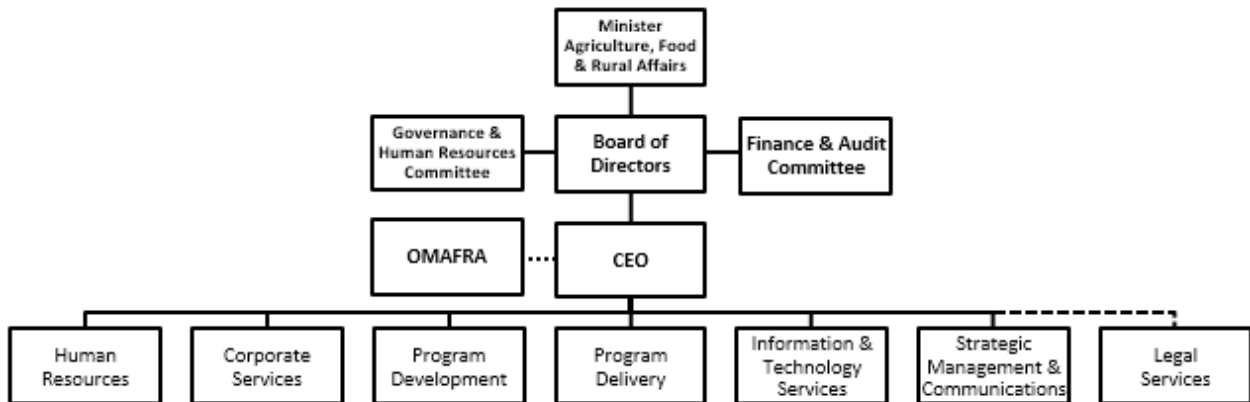 Minister
Agriculture, Food
& Rural Affairs
Governance &
Human Resources
Committee
Board of
Directors
Finance & Audit
Committee
OMAFRA
CEO
Human
Resources
Corporate
Services
Program
Development
Program
Delivery
Information &
Technology
Services
Strategic
Management &
Communications
Legal
Services